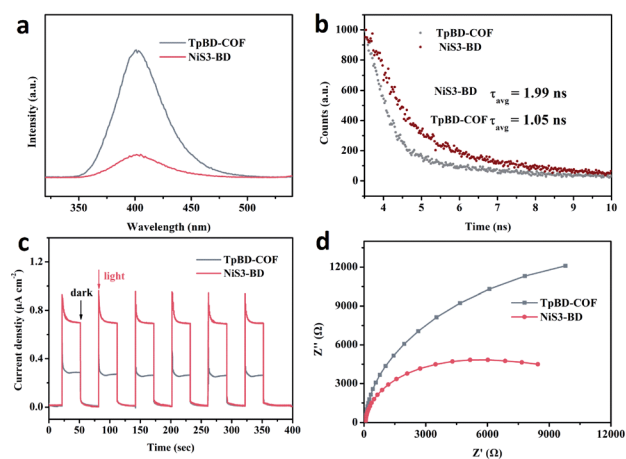 a
TpBD-COF
NiS3-BD
Intensity (a.u.)
350 400 450 500
Wavelength (nm)
b
TpBD-COF
NiS3-BD
NiS3-BD τavg = 1.99 ns
TpBD-COF τavg = 1.05 ns
Counts (a.u.)
1000
800
600
400
200
0
4 5 6 7 8 9 10
Time (ns)
c
TpBD-COF
NiS3-BD
dark
light
Current denstiy (μA cm-2)
1.2
0.8
0.4
0.0
0 50 100 150 200 250 300 350 400
Time (sec)
d
TpBD-COF
NiS3-BD
Z'' (Ω)
12000
9000
6000
3000
0
0 3000 6000 9000 12000
Z' (Ω)